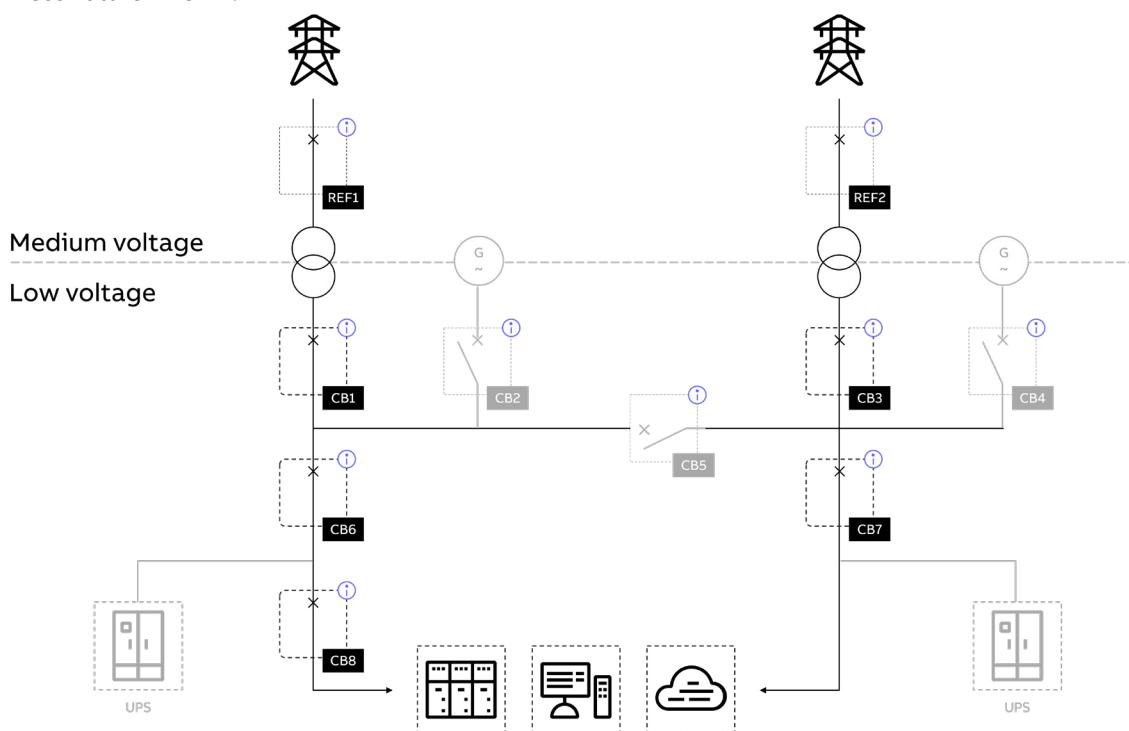 REF1
REF2
Medium voltage
G
~
G
~
Low voltage
CB1
CB2
CB3
CB4
CB5
CB6
CB7
CB8
UPS
UPS